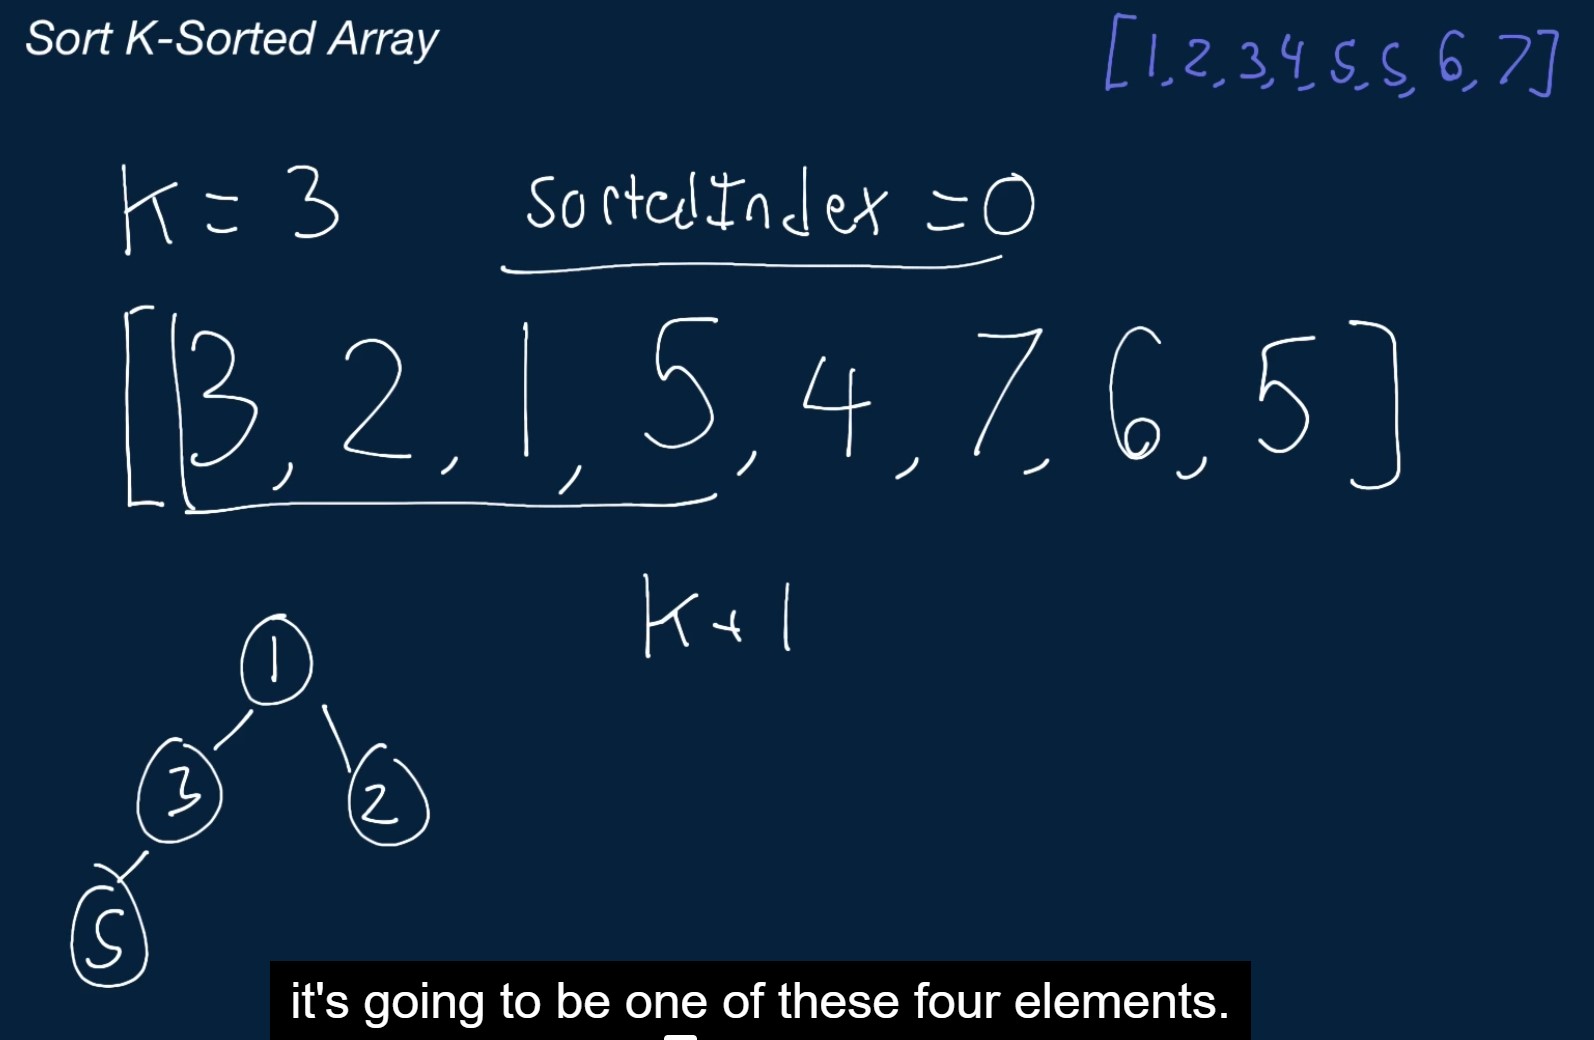 Sort K-Sorted Array
[1,2,3,4,5,5,6,7]
K=3 sortedIndex=0
[3,2,1,5,4,7,6,5]
K+1
1
3 2
5
it's going to be one of these four elements.